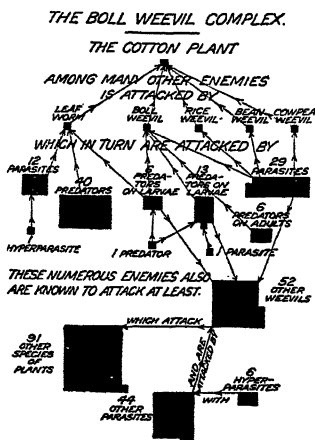 THE BOLL WEEVIL COMPLEX.
THE COTTON PLANT
AMONG MANY OTHER ENEMIES
IS ATTACKED BY
LEAF
WORM
BOLL
WEEVIL
RICE
WEEVIL
BEAN
WEEVIL
COWPEA
WEEVIL
WHICH IN TURN ARE ATTACKED BY
12
PARASITES
40
PREDATORS
PREDA-
TORS
ON LARVAE
13
PREDA-
TORS ON
LARVAE
29
PARASITES
6
PREDATORS
ON ADULTS
HYPERPARASITE
1 PREDATOR
1 PARASITE
THESE NUMEROUS ENEMIES ALSO
ARE KNOWN TO ATTACK AT LEAST.
52
OTHER
WEEVILS
WHICH ATTACK
91
OTHER
SPECIES
OF
PLANTS
AND ARE
ATTACKED BY
44
OTHER
PARASITES
WITH
6
HYPER-
PARASITES